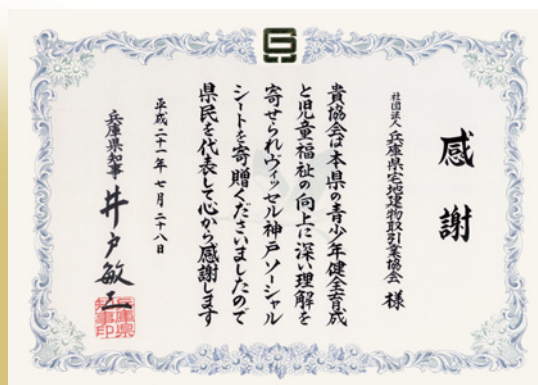 感謝
社団法人 兵庫県宅地建物取引業協会 様
貴協会は本県の青少年健全育成
と児童福祉の向上に深い理解を
寄せられヴィッセル神戸ソーシャル
シートを寄贈くださいましたので
県民を代表して心から感謝します
平成二十一年七月二十八日
兵庫県知事 井戸敏三
兵庫県
知事印